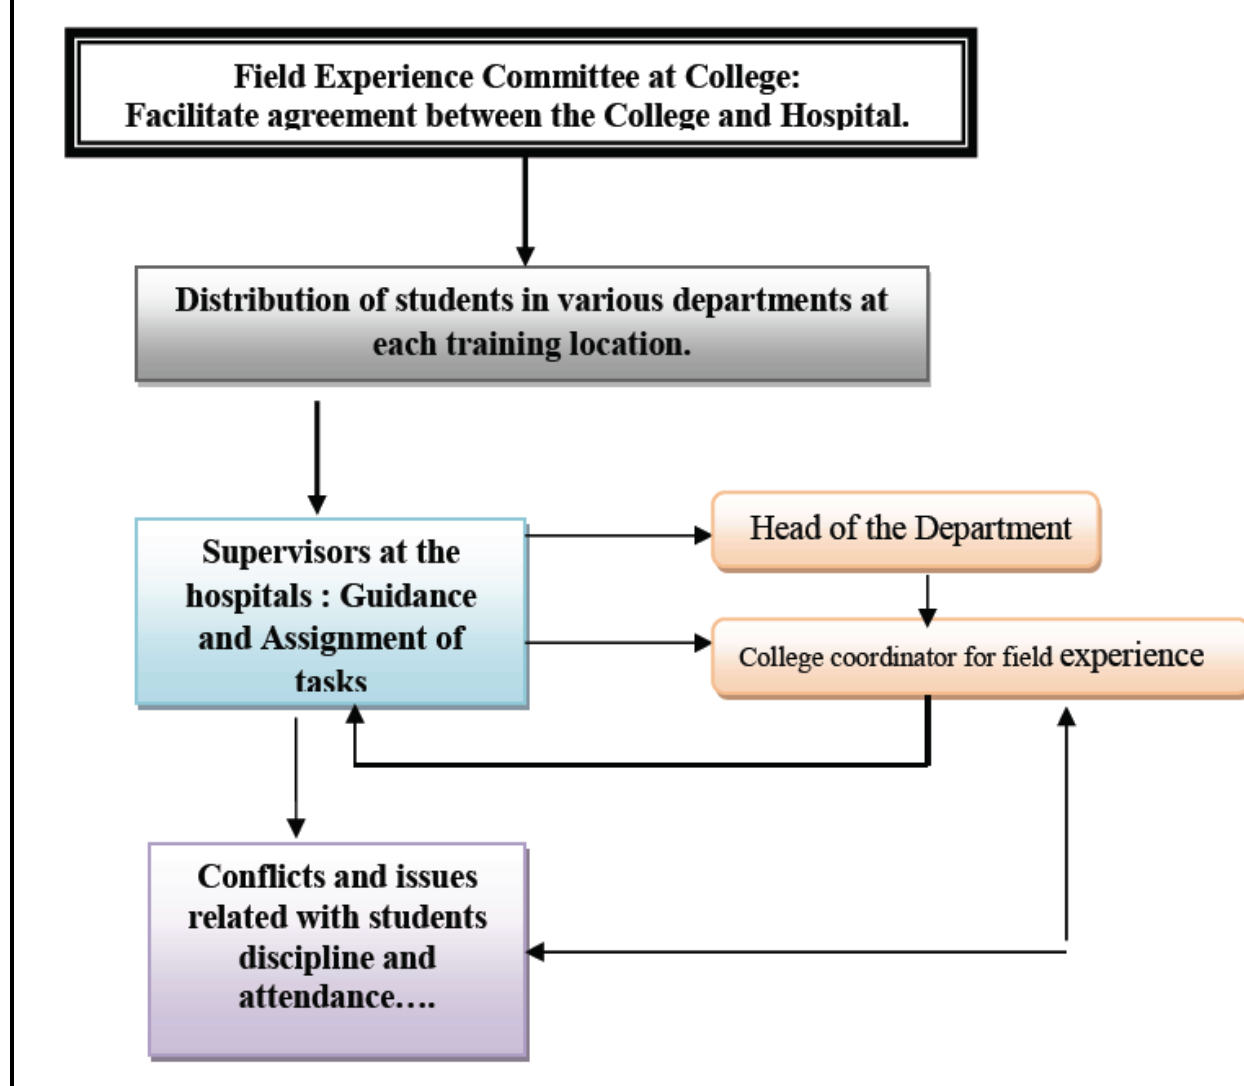 Field Experience Committee at College:
Facilitate agreement between the College and Hospital.
Distribution of students in various departments at
each training location.
Supervisors at the
hospitals : Guidance
and Assignment of
tasks
Head of the Department
College coordinator for field experience
Conflicts and issues
related with students
discipline and
attendance….